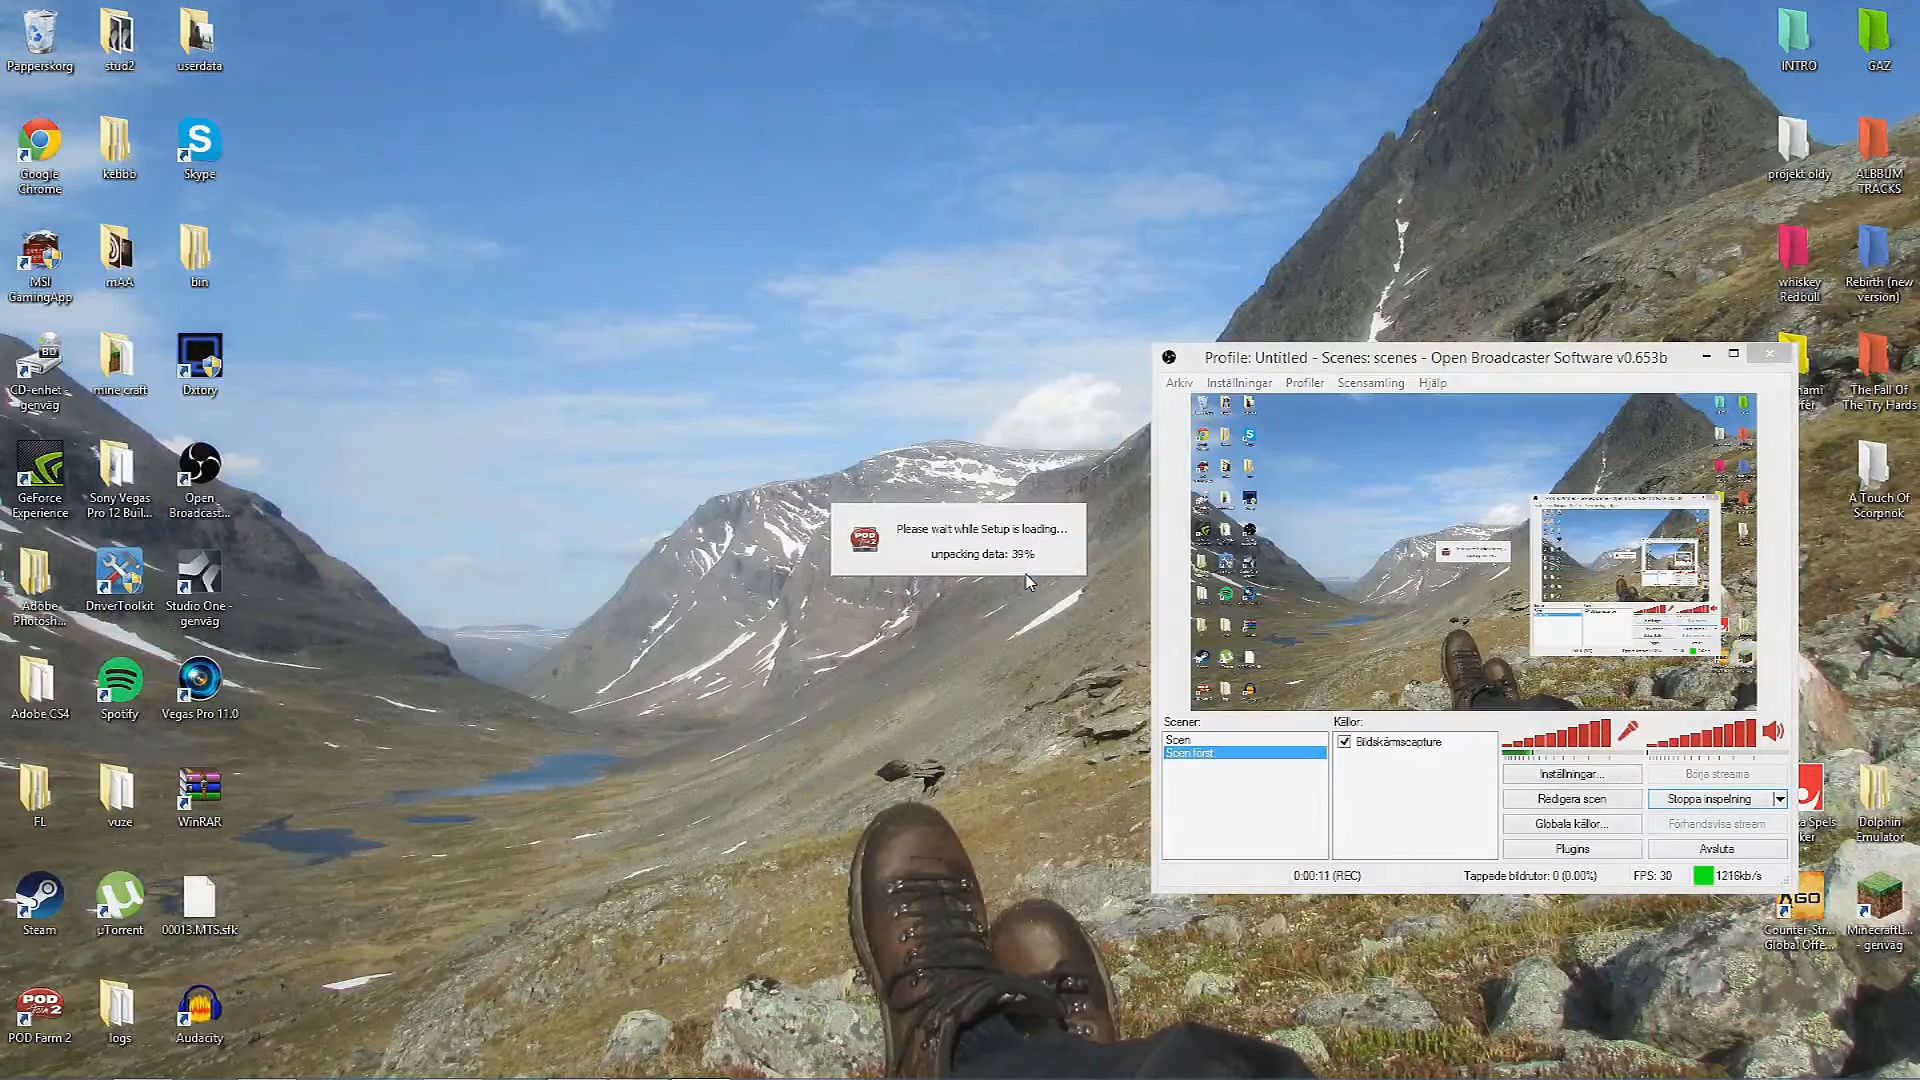 Papperskorg
stud2
userdata
INTRO
GAZ
Google
Chrome
kebbb
Skype
projekt oldy
ALBBUM
TRACKS
MSI
GamingApp
mAA
bin
whiskey
Redbull
Rebirth (new
version)
CD-enhet -
genväg
mine craft
Dxtory
The Fall Of
The Try Hards
GeForce
Experience
Sony Vegas
Pro 12 Buil...
Open
Broadcast...
A Touch Of
Scorpnok
Adobe
Photosh...
DriverToolkit
Studio One -
genväg
Adobe CS4
Spotify
Vegas Pro 11.0
FL
vuze
WinRAR
Dolphin
Emulator
Steam
µTorrent
00013.MTS.sfk
Counter-Str...
Global Offe...
MinecraftL...
- genväg
POD Farm 2
logs
Audacity
POD
2
Please wait while Setup is loading...
unpacking data: 39%
Profile: Untitled - Scenes: scenes - Open Broadcaster Software v0.653b
Arkiv Inställningar Profiler Scensamling Hjälp
Scener:
Scen
Scen först
Källor:
Bildskärmscapture
Inställningar...
Börja streama
Redigera scen
Stoppa inspelning
Globala källor...
Förhandsvisa stream
Plugins
Avsluta
0:00:11 (REC)
Tappade bildrutor: 0 (0.00%)
FPS: 30
1216kb/s